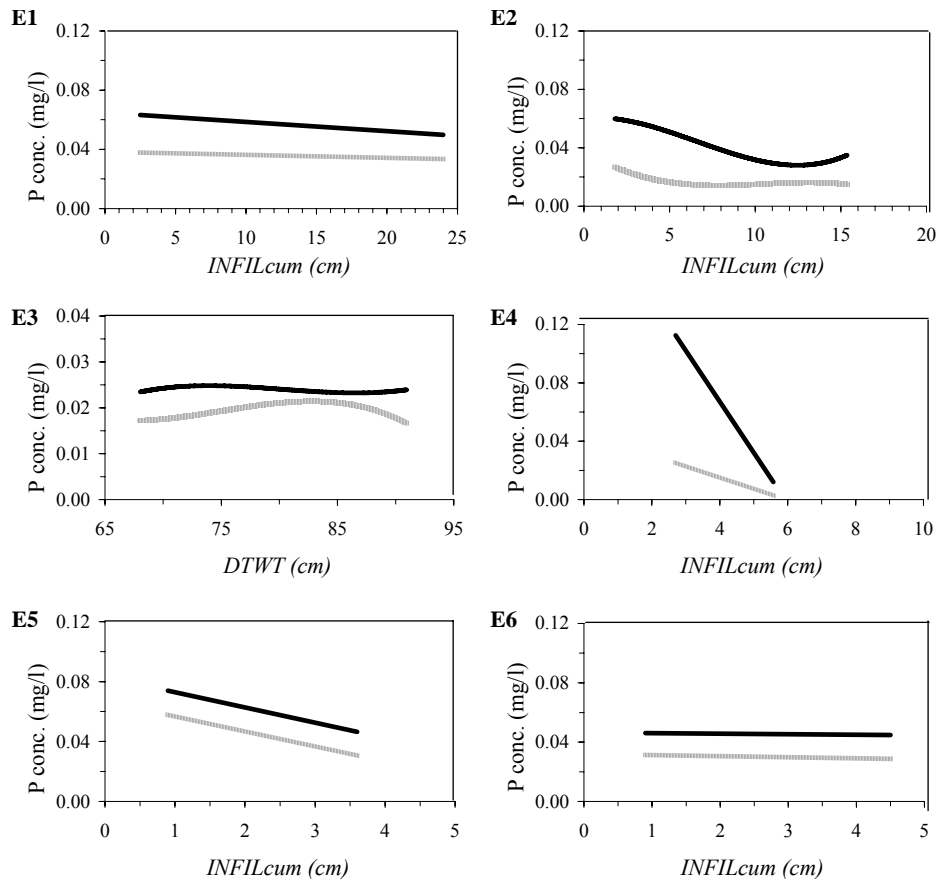 E1
P conc. (mg/l)
0.12
0.08
0.04
0.00
0 5 10 15 20 25
INFILcum (cm)
E2
P conc. (mg/l)
0.12
0.08
0.04
0.00
0 5 10 15 20
INFILcum (cm)
E3
P conc. (mg/l)
0.04
0.03
0.02
0.01
0.00
65 75 85 95
DTWT (cm)
E4
P conc. (mg/l)
0.12
0.08
0.04
0.00
0 2 4 6 8 10
INFILcum (cm)
E5
P conc. (mg/l)
0.12
0.08
0.04
0.00
0 1 2 3 4 5
INFILcum (cm)
E6
P conc. (mg/l)
0.12
0.08
0.04
0.00
0 1 2 3 4 5
INFILcum (cm)